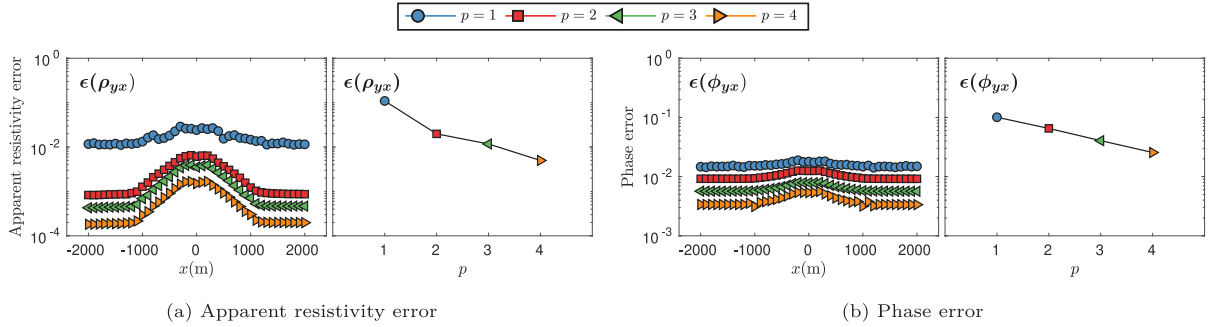 p = 1 p = 2 p = 3 p = 4
ϵ(ρyx) ϵ(ρyx) ϵ(ϕyx) ϵ(ϕyx)
Apparent resistivity error
10^0
10^-2
10^-4
-2000 -1000 0 1000 2000
x(m)
1 2 3 4
p
Phase error
10^0
10^-1
10^-2
10^-3
-2000 -1000 0 1000 2000
x(m)
1 2 3 4
p
(a) Apparent resistivity error
(b) Phase error